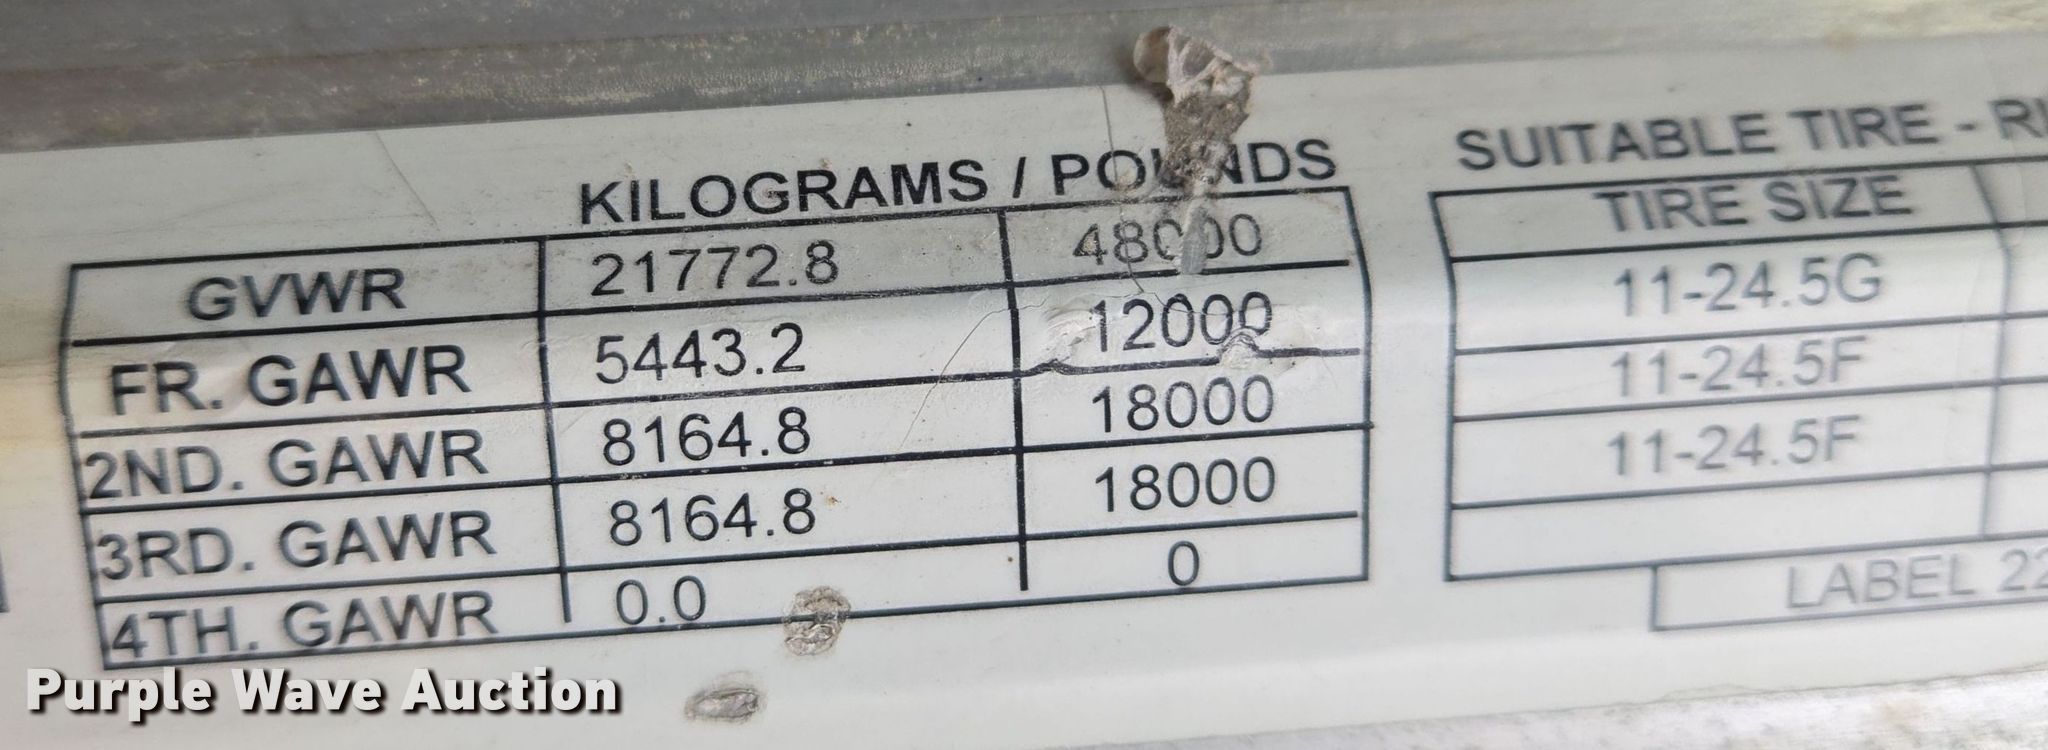 KILOGRAMS / POUNDS
GVWR 21772.8 48000
FR. GAWR 5443.2 12000
2ND. GAWR 8164.8 18000
3RD. GAWR 8164.8 18000
4TH. GAWR 0.0 0
SUITABLE TIRE - RI
TIRE SIZE
11-24.5G
11-24.5F
11-24.5F
LABEL 22
Purple Wave Auction